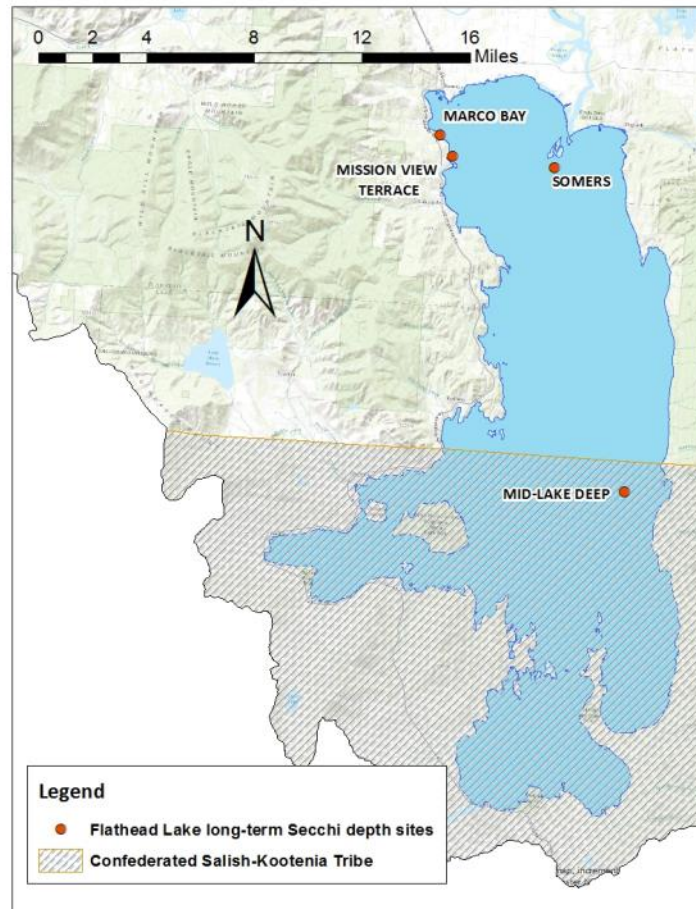 0 2 4 8 12 16
Miles
MARCO BAY
MISSION VIEW
TERRACE
SOMERS
N
MID-LAKE DEEP
Legend
Flathead Lake long-term Secchi depth sites
Confederated Salish-Kootenia Tribe